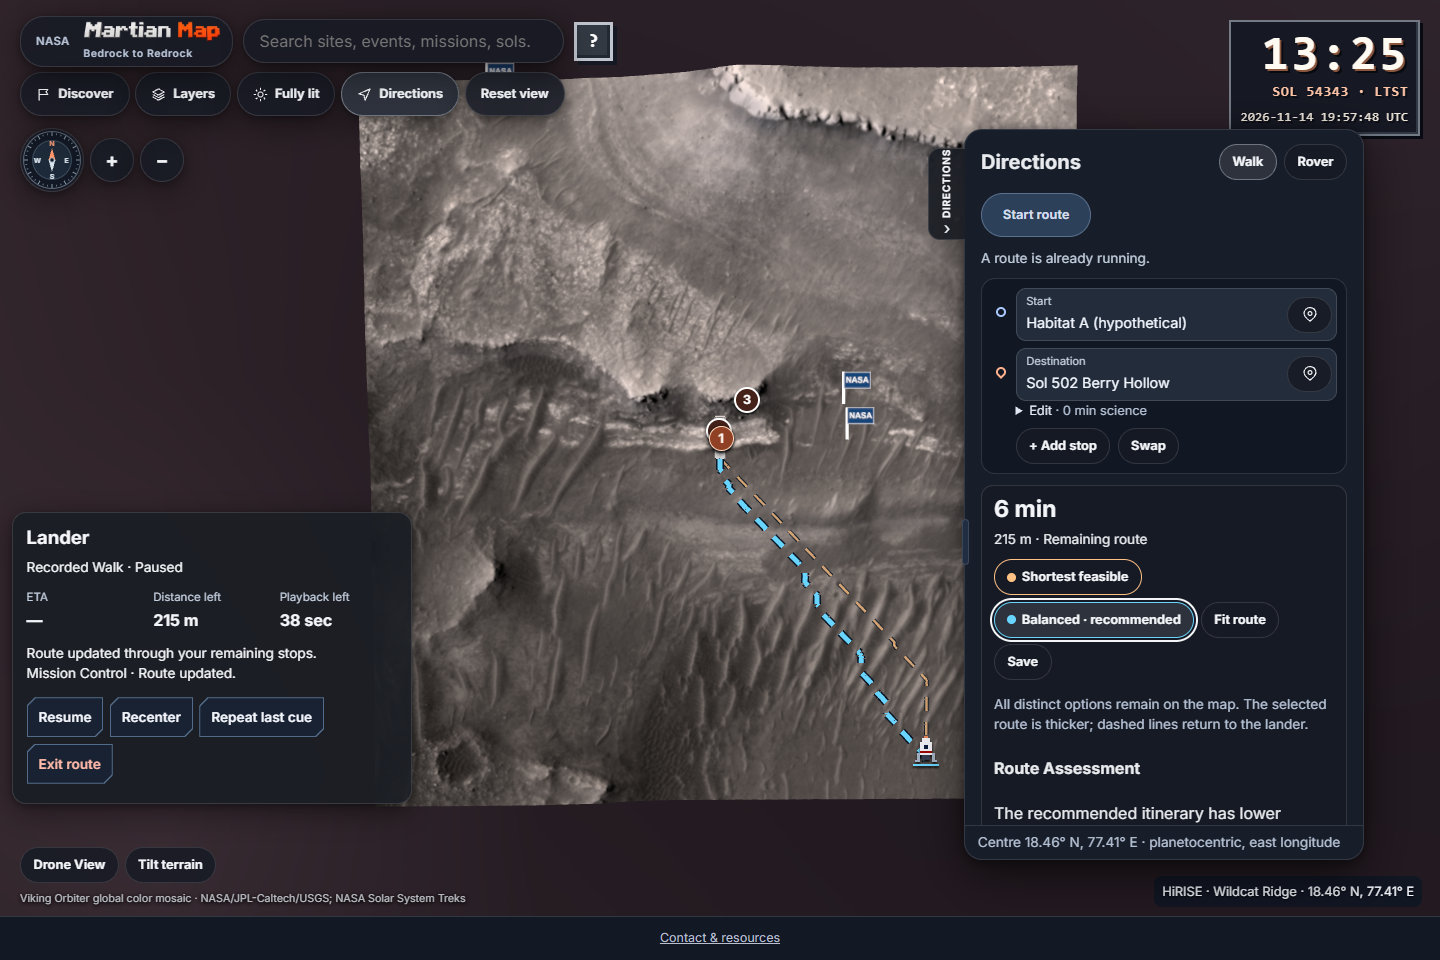 NASA
Martian Map
Bedrock to Redrock
Search sites, events, missions, sols.
?
13:25
SOL 54343 • LTST
2026-11-14 19:57:48 UTC
NASA
Discover
Layers
Fully lit
Directions
Reset view
N
W
E
S
+
−
DIRECTIONS
›
Directions
Walk
Rover
Start route
A route is already running.
Start
Habitat A (hypothetical)
Destination
Sol 502 Berry Hollow
▶ Edit · 0 min science
+ Add stop
Swap
NASA
NASA
3
1
6 min
215 m · Remaining route
Shortest feasible
Balanced · recommended
Fit route
Save
All distinct options remain on the map. The selected
route is thicker; dashed lines return to the lander.
Route Assessment
The recommended itinerary has lower
Centre 18.46° N, 77.41° E · planetocentric, east longitude
Lander
Recorded Walk · Paused
ETA
Distance left
Playback left
—
215 m
38 sec
Route updated through your remaining stops.
Mission Control · Route updated.
Resume
Recenter
Repeat last cue
Exit route
Drone View
Tilt terrain
Viking Orbiter global color mosaic · NASA/JPL-Caltech/USGS; NASA Solar System Treks
HiRISE · Wildcat Ridge · 18.46° N, 77.41° E
Contact & resources